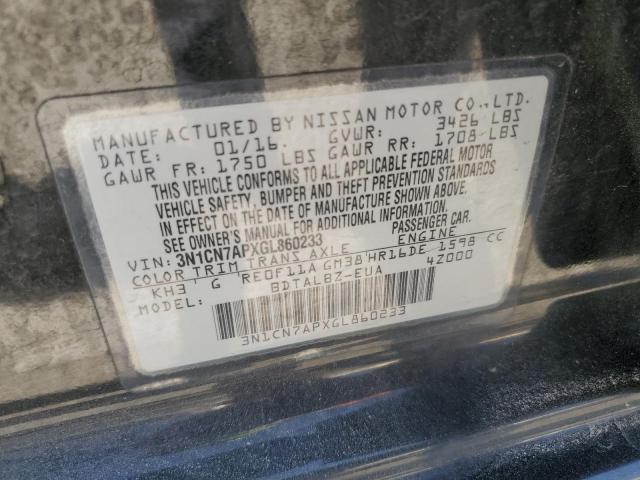 MANUFACTURED BY NISSAN MOTOR CO.,LTD.
DATE: 01/16. GVWR: 3426 LBS
GAWR FR: 1750 LBS GAWR RR: 1708 LBS
THIS VEHICLE CONFORMS TO ALL APPLICABLE FEDERAL MOTOR
VEHICLE SAFETY, BUMPER AND THEFT PREVENTION STANDARDS
IN EFFECT ON THE DATE OF MANUFACTURE SHOWN ABOVE.
SEE OWNER'S MANUAL FOR ADDITIONAL INFORMATION.
VIN: 3N1CN7APXGL860233 PASSENGER CAR.
COLOR TRIM TRANS AXLE ENGINE
KH3 G RE0F11A GM38 HR16DE 1598 CC
BDTALBZ-EUA 4Z000
3N1CN7APXGL860233